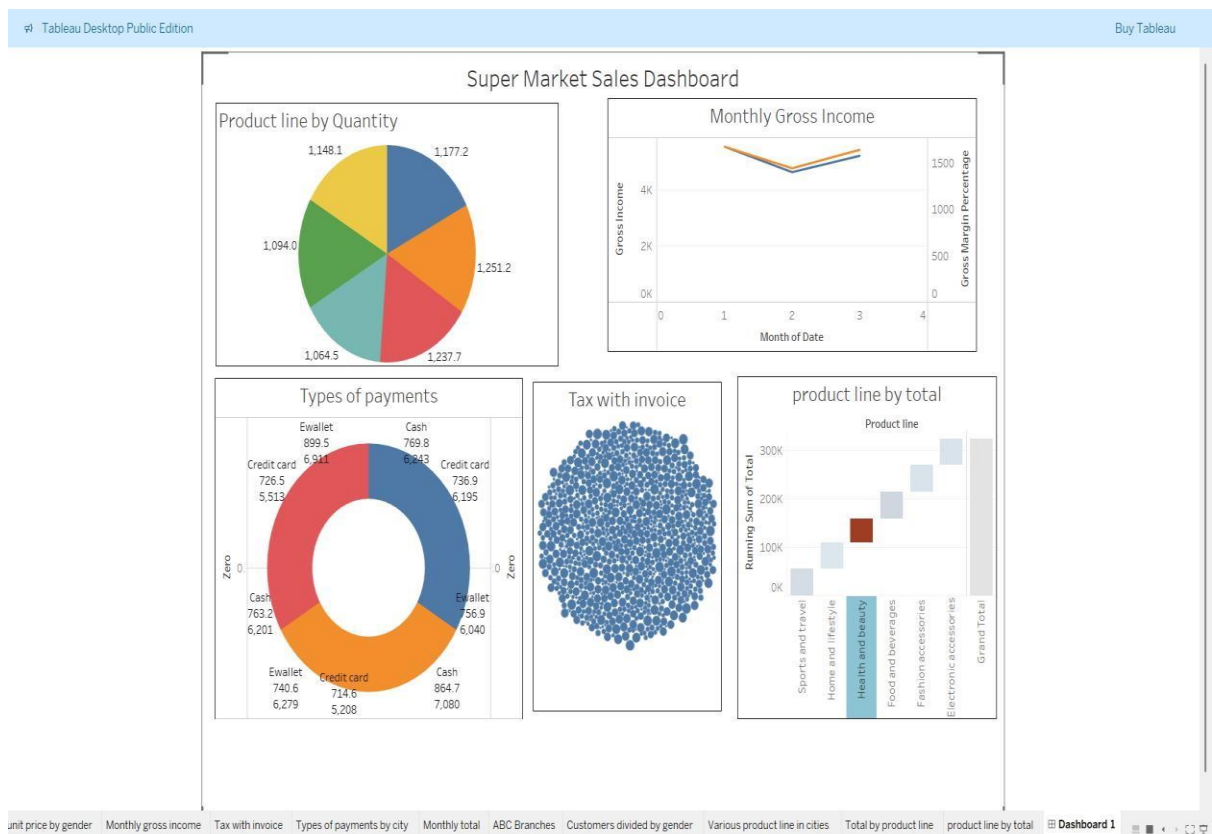 Tableau Desktop Public Edition
Buy Tableau
Super Market Sales Dashboard
Product line by Quantity
1,148.1
1,177.2
1,094.0
1,251.2
1,064.5
1,237.7
Monthly Gross Income
Gross Income
4K
2K
0K
1500
1000
500
0
Gross Margin Percentage
0 1 2 3 4
Month of Date
Types of payments
Ewallet
899.5
6,911
Cash
769.8
6,243
Credit card
726.5
5,513
Credit card
736.9
6,195
Zero
0
0
Zero
Cash
763.2
6,201
Ewallet
756.9
6,040
Ewallet
740.6
6,279
Credit card
714.6
5,208
Cash
864.7
7,080
Tax with invoice
product line by total
Product line
Running Sum of Total
300K
200K
100K
0K
Sports and travel
Home and lifestyle
Health and beauty
Food and beverages
Fashion accessories
Electronic accessories
Grand Total
unit price by gender Monthly gross income Tax with invoice Types of payments by city Monthly total ABC Branches Customers divided by gender Various product line in cities Total by product line product line by total Dashboard 1